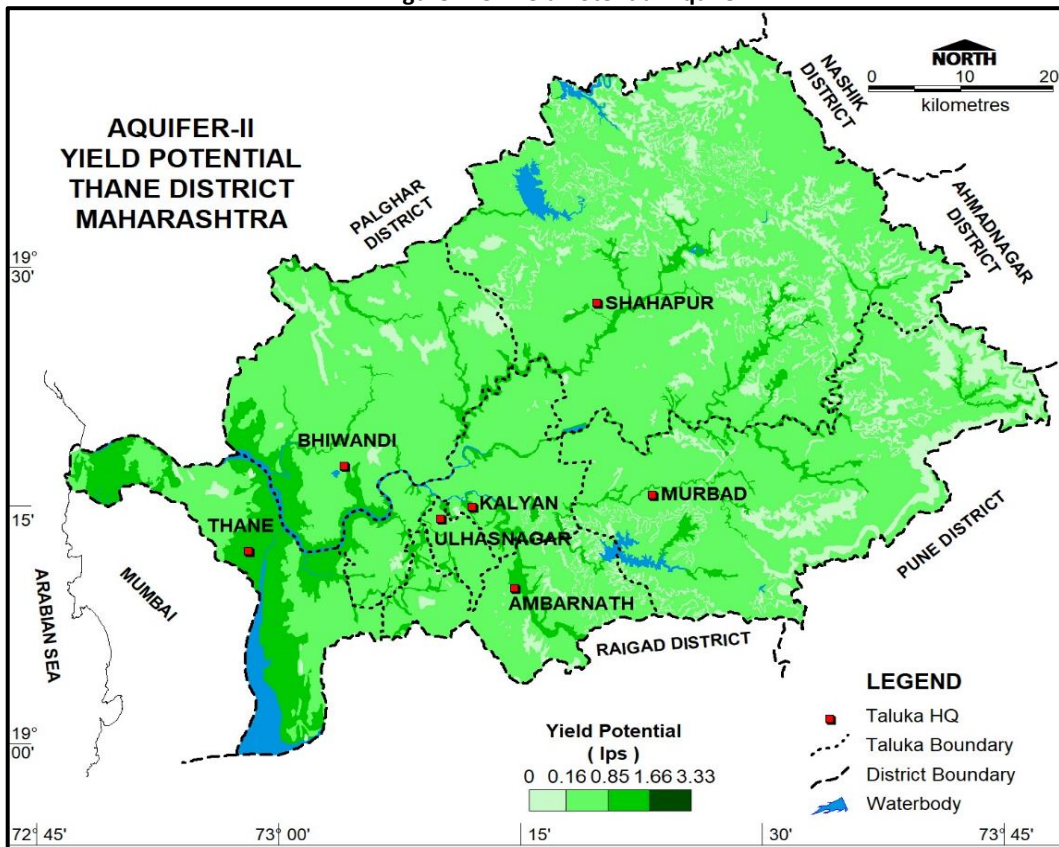 AQUIFER-II
YIELD POTENTIAL
THANE DISTRICT
MAHARASHTRA
NORTH
0 10 20
kilometres
NASHIK
DISTRICT
AHMADNAGAR
DISTRICT
PALGHAR
DISTRICT
19°
30'
SHAHAPUR
BHIWANDI
KALYAN
MURBAD
15'
THANE
ULHASNAGAR
AMBARNATH
PUNE DISTRICT
ARABIAN SEA
MUMBAI
RAIGAD DISTRICT
19°
00'
LEGEND
Taluka HQ
Taluka Boundary
District Boundary
Waterbody
Yield Potential
( lps )
0 0.16 0.85 1.66 3.33
72° 45' 73° 00' 15' 30' 73° 45'